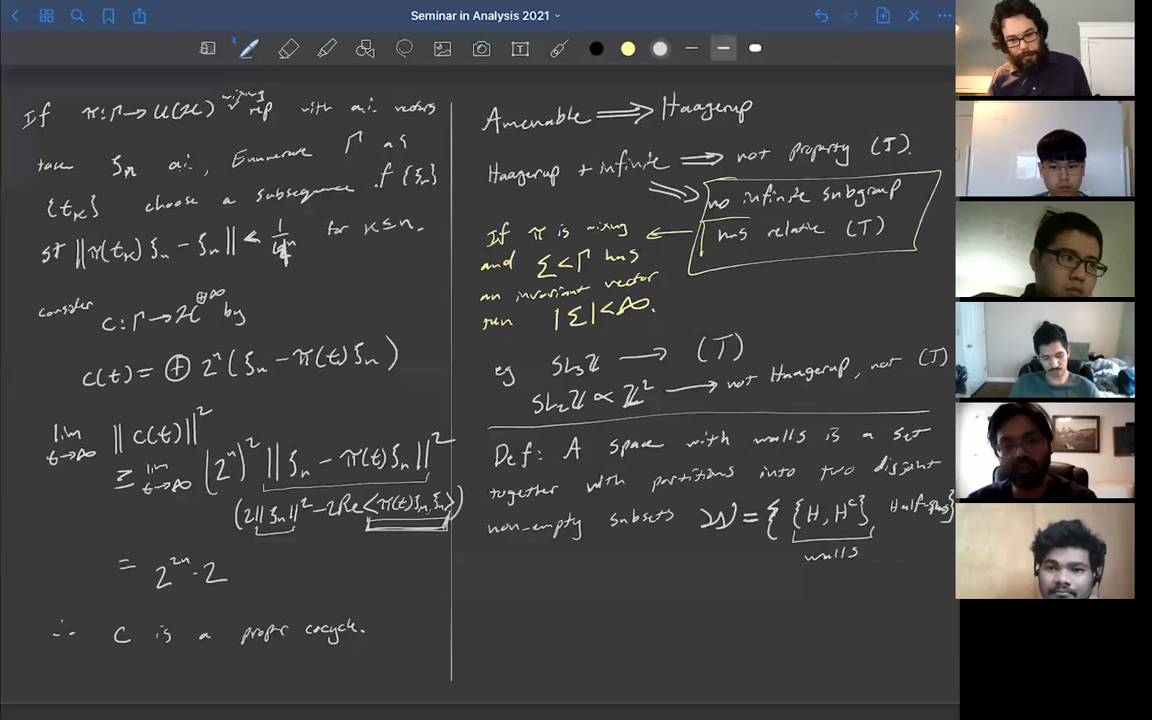 Seminar in Analysis 2021
If π: Γ → U(H) mixing rep with a.i. vectors
take ξn a.i., Enumerate Γ as
{tk} choose a subsequence of {ξn}
st ||π(tk)ξn − ξn|| < 1/4^n for k ≤ n.
consider c: Γ → H^⊕∞ by
c(t) = ⊕ 2^n (ξn − π(t)ξn)
lim t→∞ ||c(t)||^2
≥ lim t→∞ (2^n)^2 ||ξn − π(t)ξn||^2
(2||ξn||^2 − 2Re<π(t)ξn, ξn>)
= 2^2n · 2
∴ c is a proper cocycle.
Amenable ⟹ Haagerup
Haagerup + infinite ⟹ not property (T).
⟹ no infinite subgroup
has relative (T)
If π is mixing ←
and Σ < Γ has
an invariant vector
then |Σ| < ∞.
eg SL3ℤ → (T)
SL2ℤ ∝ ℤ^2 → not Haagerup, not (T)
Def: A space with walls is a set
together with partitions into two disjoint
non-empty subsets W = { {H, H^c} Half-spaces}
walls